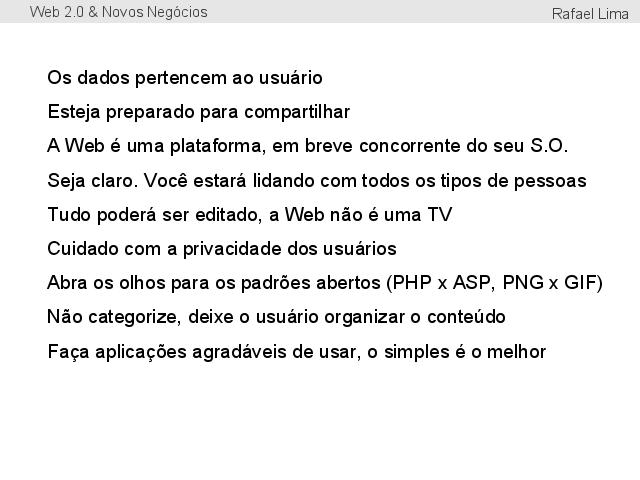 Web 2.0 & Novos Negócios
Rafael Lima
Os dados pertencem ao usuário
Esteja preparado para compartilhar
A Web é uma plataforma, em breve concorrente do seu S.O.
Seja claro. Você estará lidando com todos os tipos de pessoas
Tudo poderá ser editado, a Web não é uma TV
Cuidado com a privacidade dos usuários
Abra os olhos para os padrões abertos (PHP x ASP, PNG x GIF)
Não categorize, deixe o usuário organizar o conteúdo
Faça aplicações agradáveis de usar, o simples é o melhor